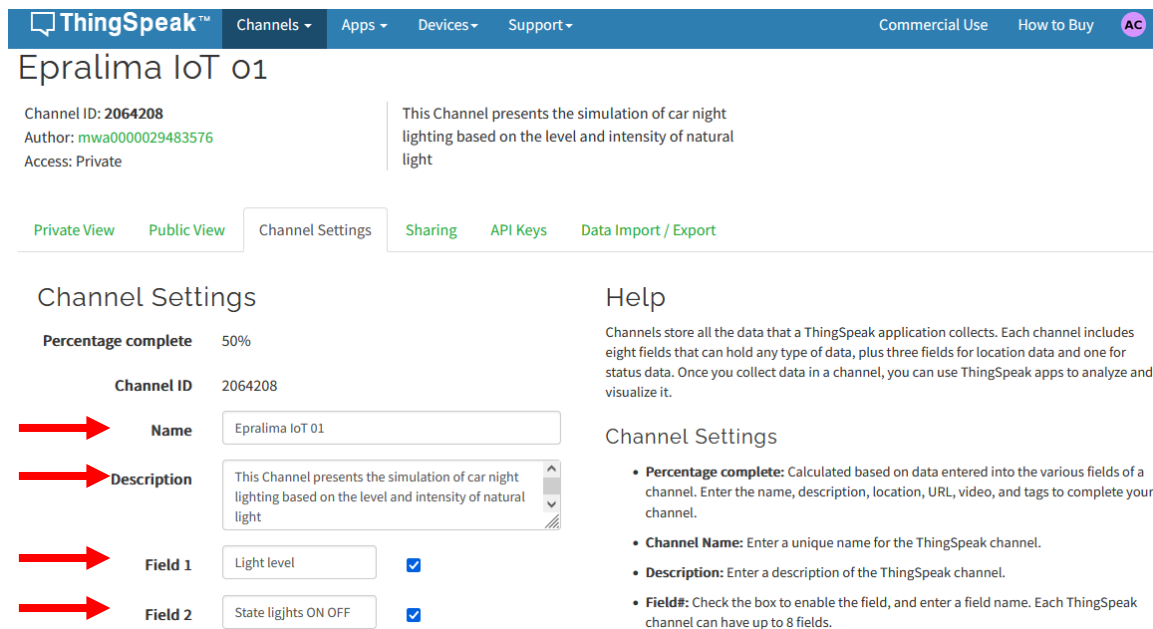 ThingSpeak™ Channels Apps Devices Support Commercial Use How to Buy AC
Epralima IoT 01
Channel ID: 2064208
Author: mwa0000029483576
Access: Private
This Channel presents the simulation of car night
lighting based on the level and intensity of natural
light
Private View Public View Channel Settings Sharing API Keys Data Import / Export
Channel Settings
Percentage complete 50%
Channel ID 2064208
Name Epralima IoT 01
Description This Channel presents the simulation of car night
lighting based on the level and intensity of natural
light
Field 1 Light level
Field 2 State ligjhts ON OFF
Help
Channels store all the data that a ThingSpeak application collects. Each channel includes
eight fields that can hold any type of data, plus three fields for location data and one for
status data. Once you collect data in a channel, you can use ThingSpeak apps to analyze and
visualize it.
Channel Settings
• Percentage complete: Calculated based on data entered into the various fields of a
channel. Enter the name, description, location, URL, video, and tags to complete your
channel.
• Channel Name: Enter a unique name for the ThingSpeak channel.
• Description: Enter a description of the ThingSpeak channel.
• Field#: Check the box to enable the field, and enter a field name. Each ThingSpeak
channel can have up to 8 fields.